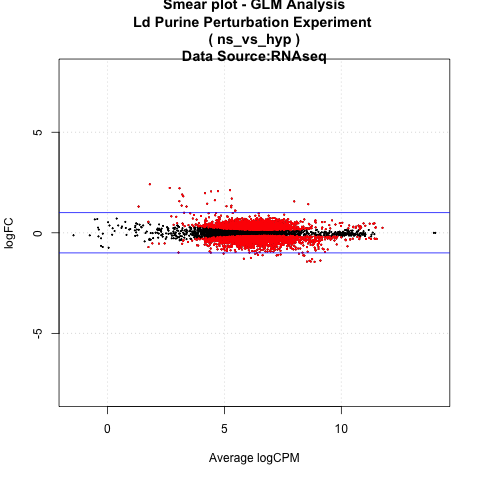 Smear plot - GLM Analysis
Ld Purine Perturbation Experiment
( ns_vs_hyp )
Data Source:RNAseq
5
0
-5
logFC
0 5 10
Average logCPM